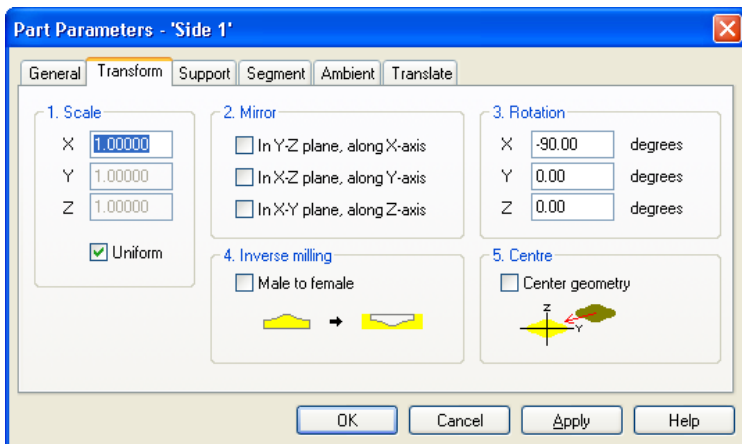 Part Parameters - 'Side 1'
General Transform Support Segment Ambient Translate
1. Scale
X 1.00000
Y 1.00000
Z 1.00000
Uniform
2. Mirror
In Y-Z plane, along X-axis
In X-Z plane, along Y-axis
In X-Y plane, along Z-axis
3. Rotation
X -90.00 degrees
Y 0.00 degrees
Z 0.00 degrees
4. Inverse milling
Male to female
5. Centre
Center geometry
Z
Y
OK Cancel Apply Help